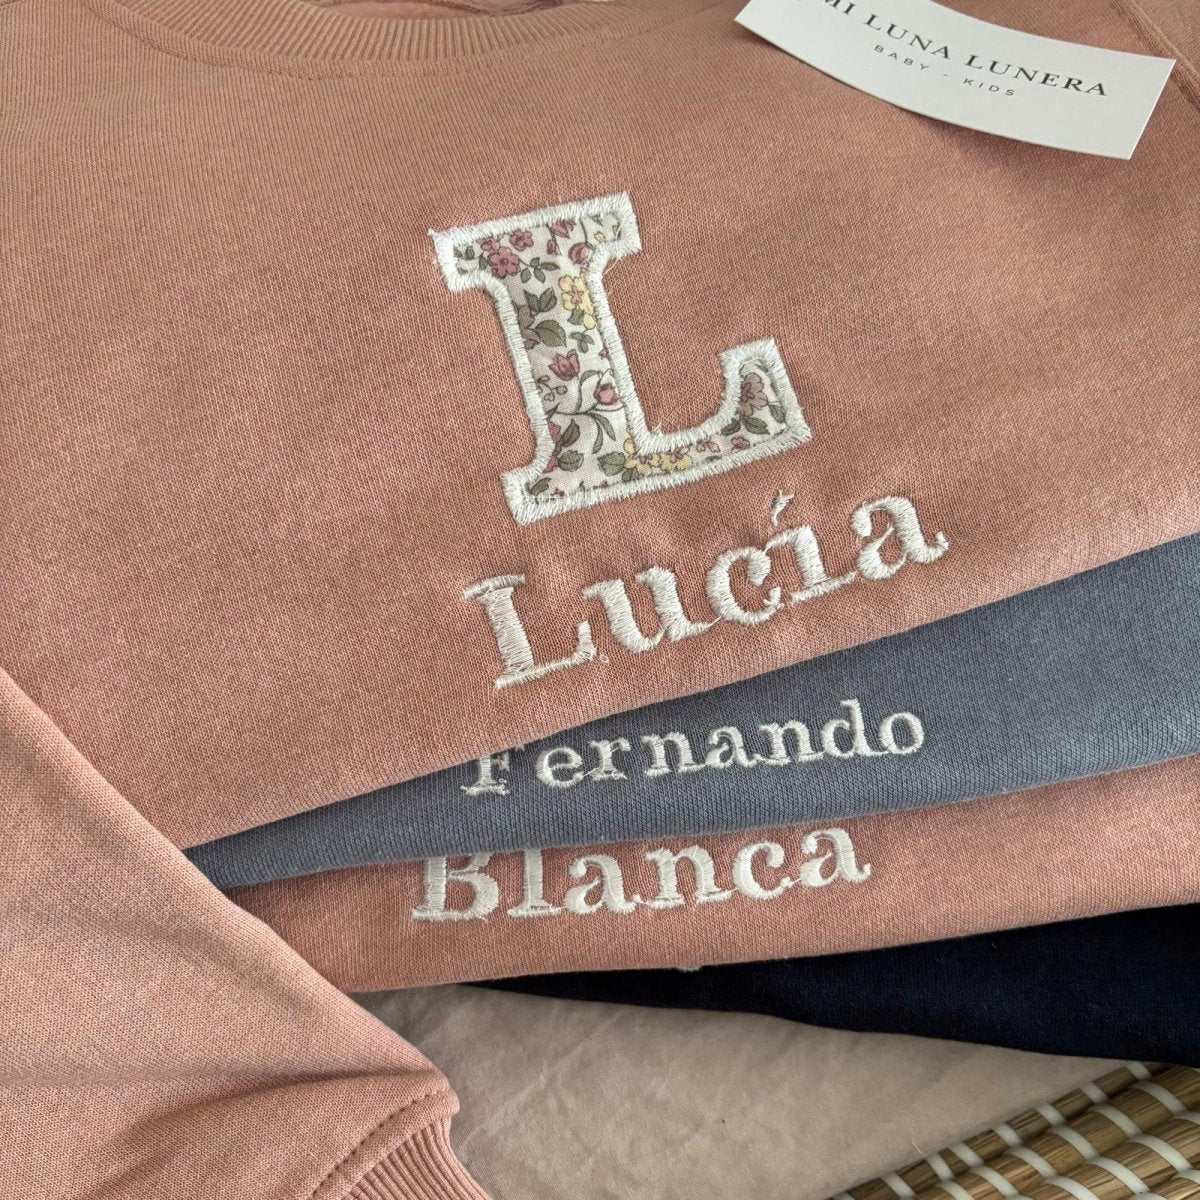 MI LUNA LUNERA
BABY - KIDS
L
Lucía
Fernando
Blanca